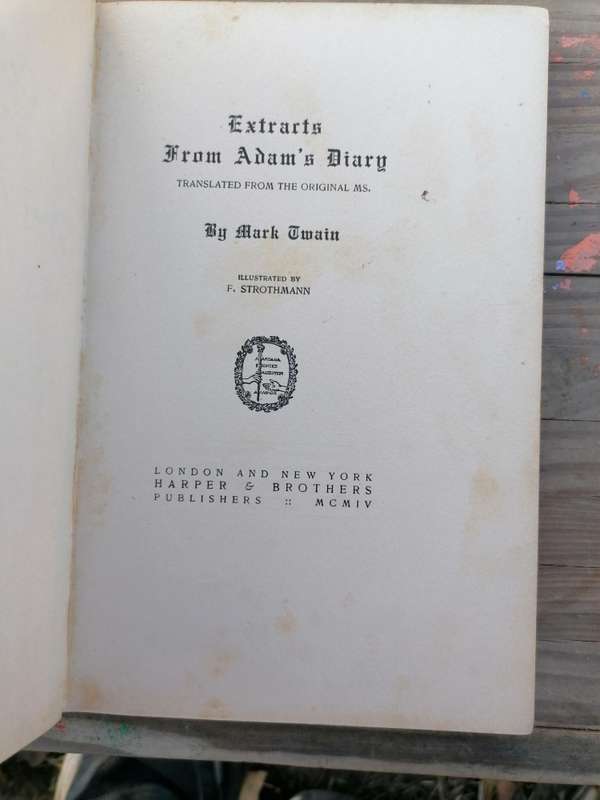 Extracts
From Adam's Diary
TRANSLATED FROM THE ORIGINAL MS.
By Mark Twain
ILLUSTRATED BY
F. STROTHMANN
LONDON AND NEW YORK
HARPER & BROTHERS
PUBLISHERS :: MCMIV